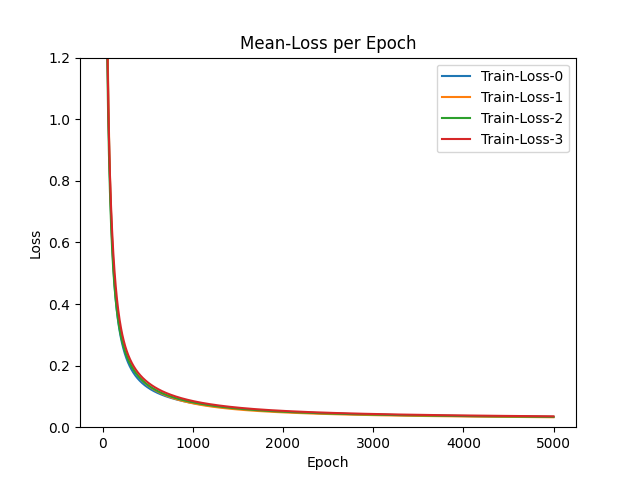 Mean-Loss per Epoch
1.2
1.0
0.8
0.6
0.4
0.2
0.0
Loss
Train-Loss-0
Train-Loss-1
Train-Loss-2
Train-Loss-3
0 1000 2000 3000 4000 5000
Epoch